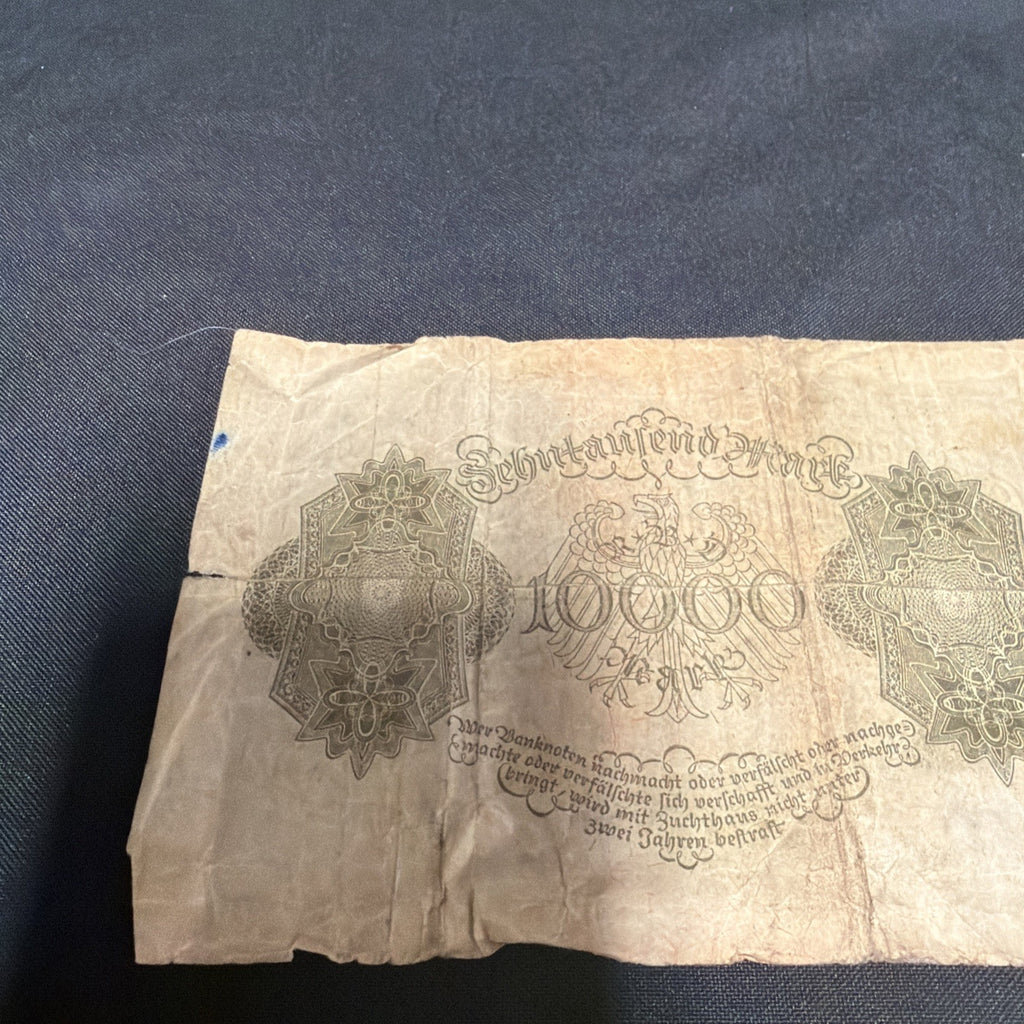 Zehntausend Mark
R B D
10000
Mark
Wer Banknoten nachmacht oder verfälscht oder nachge-
machte oder verfälschte sich verschafft und in Verkehr
bringt, wird mit Zuchthaus nicht unter
zwei Jahren bestraft